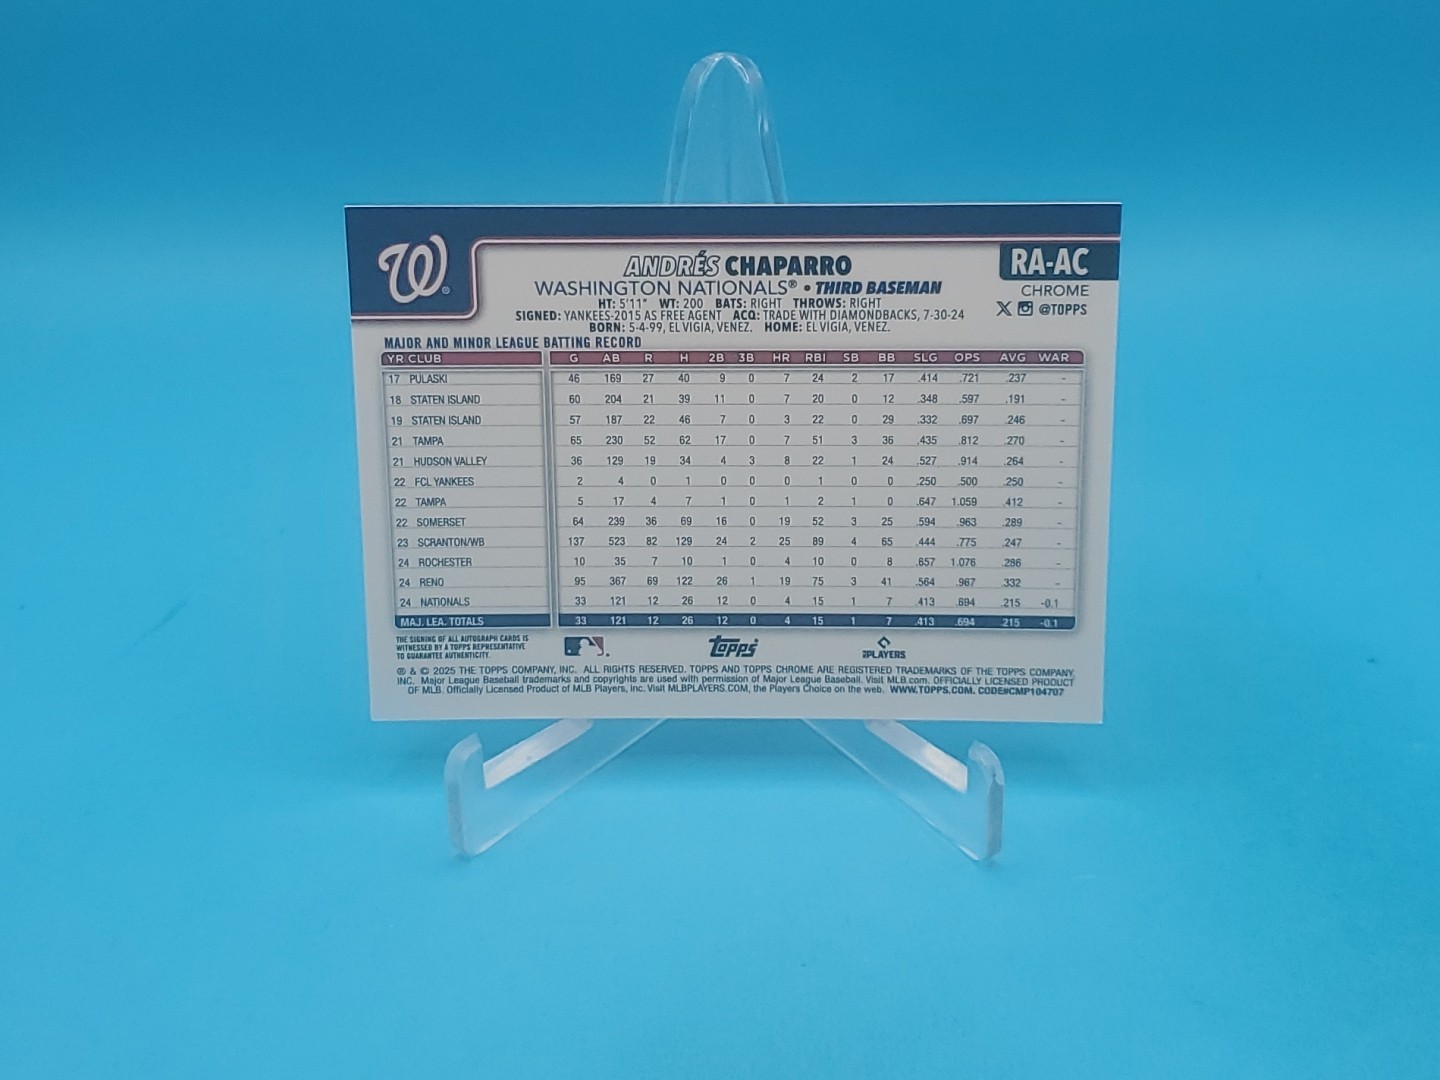 W®
ANDRÉS CHAPARRO
RA-AC
WASHINGTON NATIONALS® • THIRD BASEMAN
CHROME
HT: 5'11" WT: 200 BATS: RIGHT THROWS: RIGHT
X @TOPPS
SIGNED: YANKEES-2015 AS FREE AGENT ACQ: TRADE WITH DIAMONDBACKS, 7-30-24
BORN: 5-4-99, EL VIGIA, VENEZ. HOME: EL VIGIA, VENEZ.
MAJOR AND MINOR LEAGUE BATTING RECORD
YR CLUB G AB R H 2B 3B HR RBI SB BB SLG OPS AVG WAR
17 PULASKI 46 169 27 40 9 0 7 24 2 17 .414 .721 .237 -
18 STATEN ISLAND 60 204 21 39 11 0 7 20 0 12 .348 .597 .191 -
19 STATEN ISLAND 57 187 22 46 7 0 3 22 0 29 .332 .697 .246 -
21 TAMPA 65 230 52 62 17 0 7 51 3 36 .435 .812 .270 -
21 HUDSON VALLEY 36 129 19 34 4 3 8 22 1 24 .527 .914 .264 -
22 FCL YANKEES 2 4 0 1 0 0 0 1 0 0 .250 .500 .250 -
22 TAMPA 5 17 4 7 1 0 1 2 1 0 .647 1.059 .412 -
22 SOMERSET 64 239 36 69 16 0 19 52 3 25 .594 .963 .289 -
23 SCRANTON/WB 137 523 82 129 24 2 25 89 4 65 .444 .775 .247 -
24 ROCHESTER 10 35 7 10 1 0 4 10 0 8 .657 1.076 .286 -
24 RENO 95 367 69 122 26 1 19 75 3 41 .564 .967 .332 -
24 NATIONALS 33 121 12 26 12 0 4 15 1 7 .413 .694 .215 -0.1
MAJ. LEA. TOTALS 33 121 12 26 12 0 4 15 1 7 .413 .694 .215 -0.1
THE SIGNING OF ALL AUTOGRAPH CARDS IS
WITNESSED BY A TOPPS REPRESENTATIVE
TO GUARANTEE AUTHENTICITY.
Topps
PLAYERS
® & © 2025 THE TOPPS COMPANY, INC. ALL RIGHTS RESERVED. TOPPS AND TOPPS CHROME ARE REGISTERED TRADEMARKS OF THE TOPPS COMPANY,
INC. Major League Baseball trademarks and copyrights are used with permission of Major League Baseball. Visit MLB.com. OFFICIALLY LICENSED PRODUCT
OF MLB. Officially Licensed Product of MLB Players, Inc. Visit MLBPLAYERS.COM, the Players Choice on the web. WWW.TOPPS.COM. CODE#CMP104707